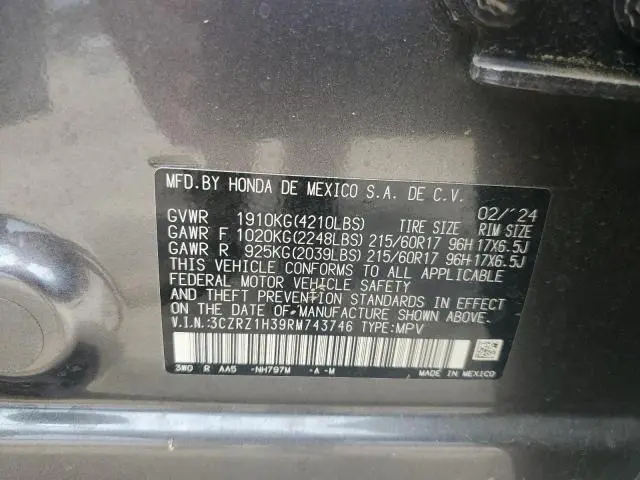 MFD.BY HONDA DE MEXICO S.A. DE C.V. 02/'24
GVWR 1910KG(4210LBS) TIRE SIZE RIM SIZE
GAWR F 1020KG(2248LBS) 215/60R17 96H 17X6.5J
GAWR R 925KG(2039LBS) 215/60R17 96H 17X6.5J
THIS VEHICLE CONFORMS TO ALL APPLICABLE
FEDERAL MOTOR VEHICLE SAFETY
AND THEFT PREVENTION STANDARDS IN EFFECT
ON THE DATE OF MANUFACTURE SHOWN ABOVE.
V.I.N.:3CZRZ1H39RM743746 TYPE:MPV
3W0 R AA5 -NH797M -A -M MADE IN MEXICO